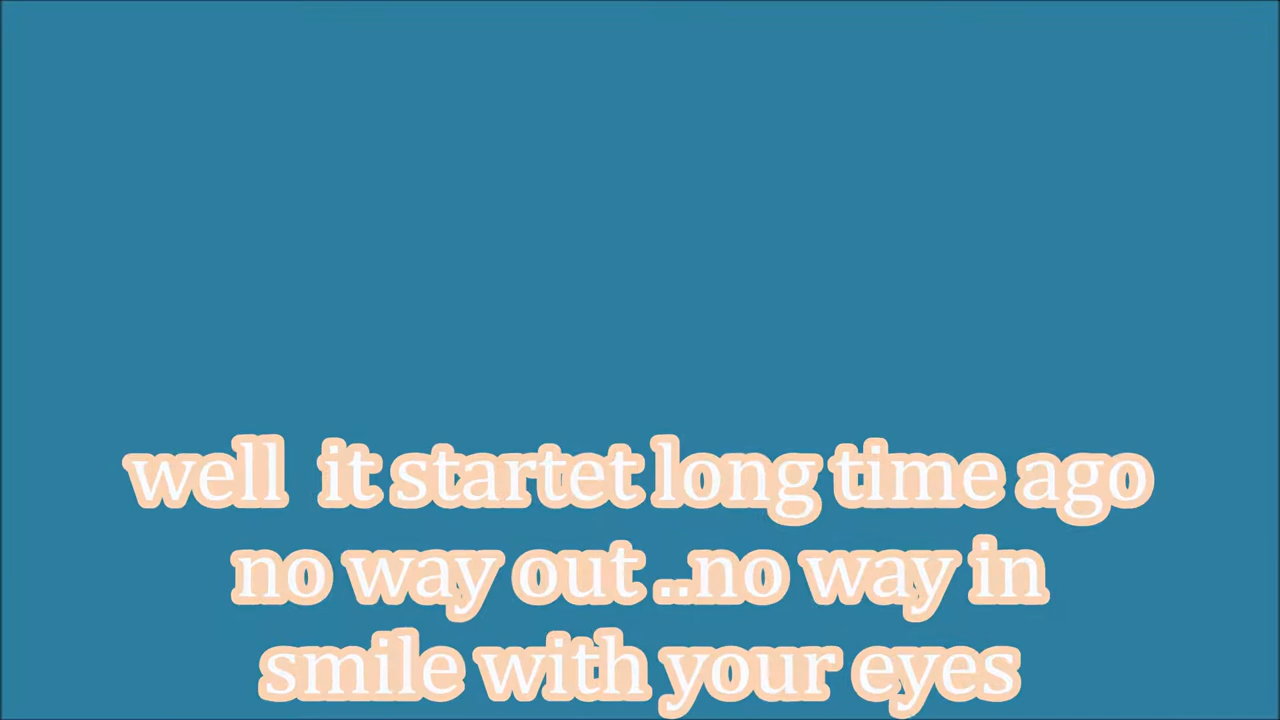 well  it startet long time ago
no way out ..no way in
smile with your eyes